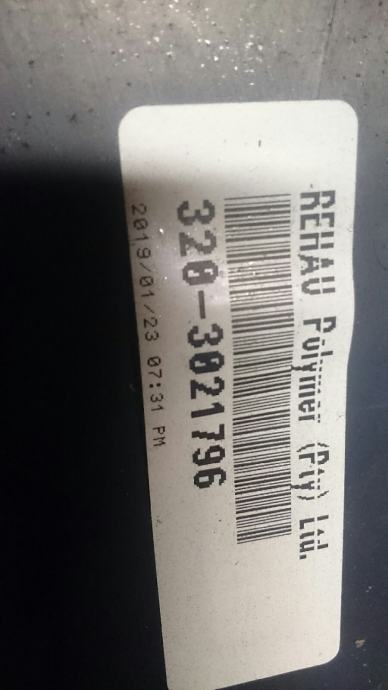 REHAU Polymer (Pty) Ltd.
320-3021796
2019/01/23 07:31 PM